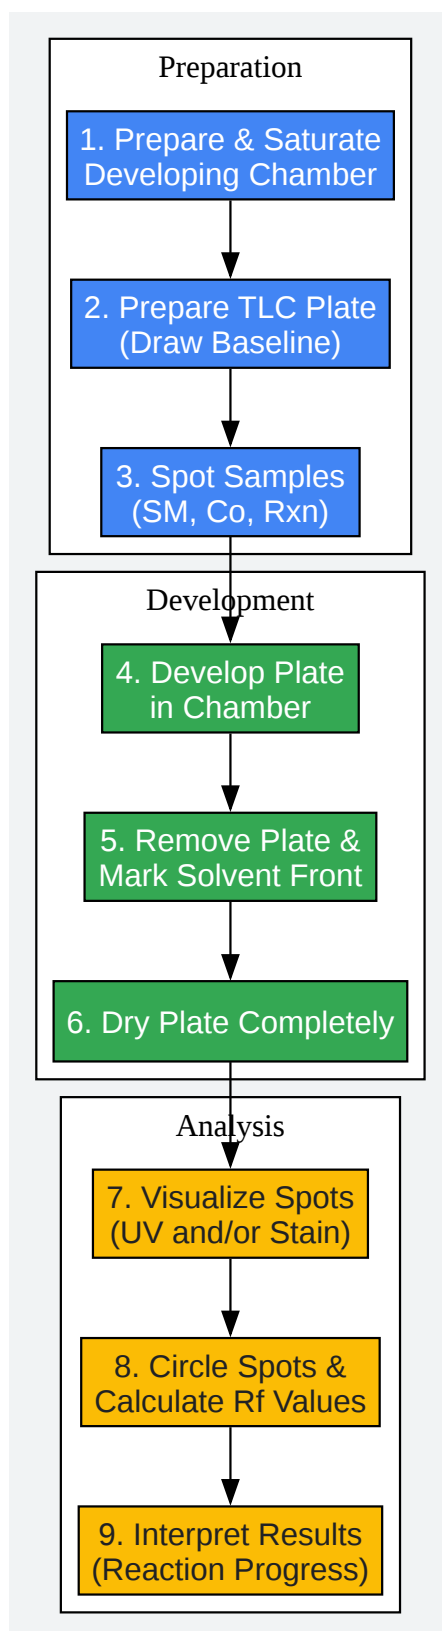 Preparation
1. Prepare & Saturate
Developing Chamber
2. Prepare TLC Plate
(Draw Baseline)
3. Spot Samples
(SM, Co, Rxn)
Development
4. Develop Plate
in Chamber
5. Remove Plate &
Mark Solvent Front
6. Dry Plate Completely
Analysis
7. Visualize Spots
(UV and/or Stain)
8. Circle Spots &
Calculate Rf Values
9. Interpret Results
(Reaction Progress)